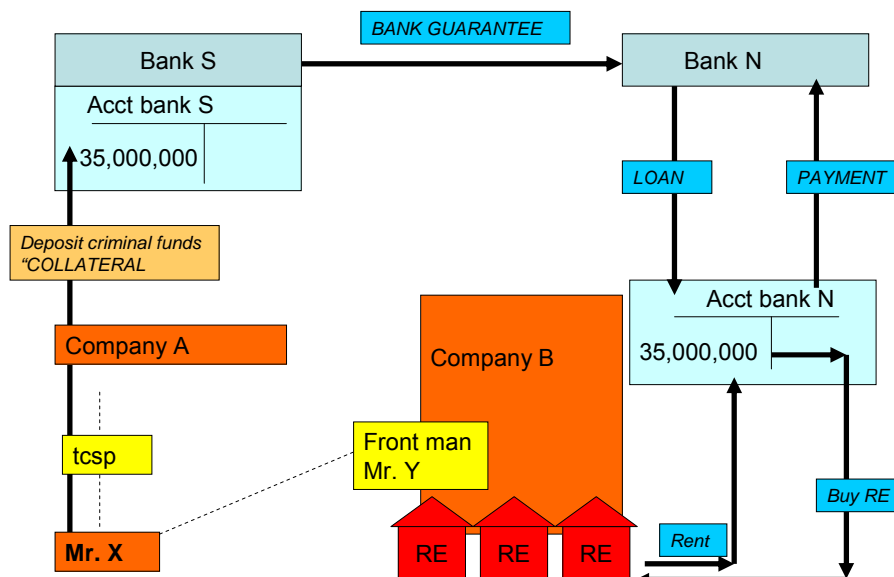 BANK GUARANTEE
Bank S
Bank N
Acct bank S
35,000,000
LOAN
PAYMENT
Deposit criminal funds
“COLLATERAL
Acct bank N
35,000,000
Company A
Company B
Front man
Mr. Y
tcsp
Buy RE
Mr. X
RE
RE
RE
Rent